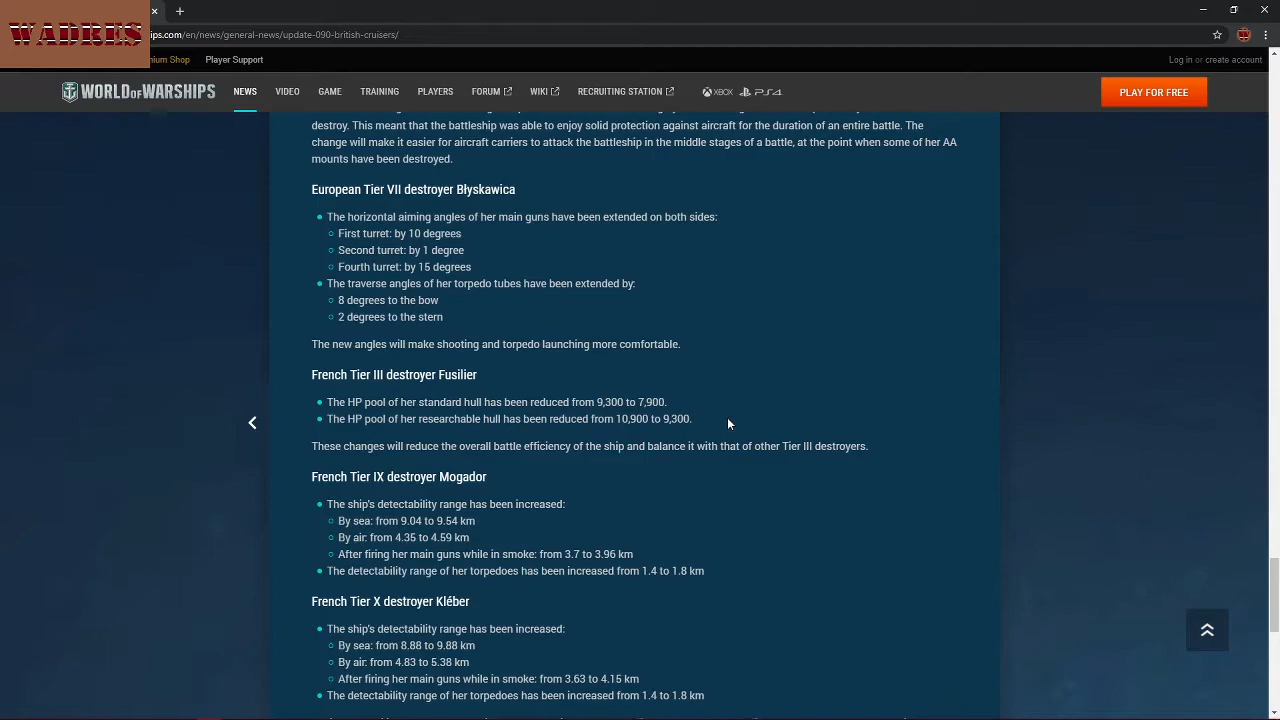 WADRES
ps.com/en/news/general-news/update-090-british-cruisers/
mium Shop Player Support Log in or create account
WORLD OF WARSHIPS NEWS VIDEO GAME TRAINING PLAYERS FORUM WIKI RECRUITING STATION XBOX PS4 PLAY FOR FREE
destroy. This meant that the battleship was able to enjoy solid protection against aircraft for the duration of an entire battle. The
change will make it easier for aircraft carriers to attack the battleship in the middle stages of a battle, at the point when some of her AA
mounts have been destroyed.
European Tier VII destroyer Błyskawica
The horizontal aiming angles of her main guns have been extended on both sides:
First turret: by 10 degrees
Second turret: by 1 degree
Fourth turret: by 15 degrees
The traverse angles of her torpedo tubes have been extended by:
8 degrees to the bow
2 degrees to the stern
The new angles will make shooting and torpedo launching more comfortable.
French Tier III destroyer Fusilier
The HP pool of her standard hull has been reduced from 9,300 to 7,900.
The HP pool of her researchable hull has been reduced from 10,900 to 9,300.
These changes will reduce the overall battle efficiency of the ship and balance it with that of other Tier III destroyers.
French Tier IX destroyer Mogador
The ship's detectability range has been increased:
By sea: from 9.04 to 9.54 km
By air: from 4.35 to 4.59 km
After firing her main guns while in smoke: from 3.7 to 3.96 km
The detectability range of her torpedoes has been increased from 1.4 to 1.8 km
French Tier X destroyer Kléber
The ship's detectability range has been increased:
By sea: from 8.88 to 9.88 km
By air: from 4.83 to 5.38 km
After firing her main guns while in smoke: from 3.63 to 4.15 km
The detectability range of her torpedoes has been increased from 1.4 to 1.8 km